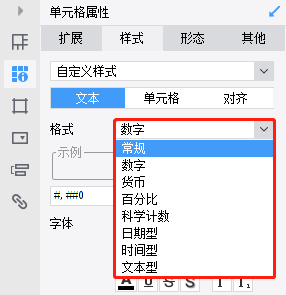 单元格属性
扩展 样式 形态 其他
自定义样式
文本 单元格 对齐
格式 数字
常规
示例
数字
货币
#,##0
百分比
科学计数
字体
日期型
时间型
文本型
A U S S T T